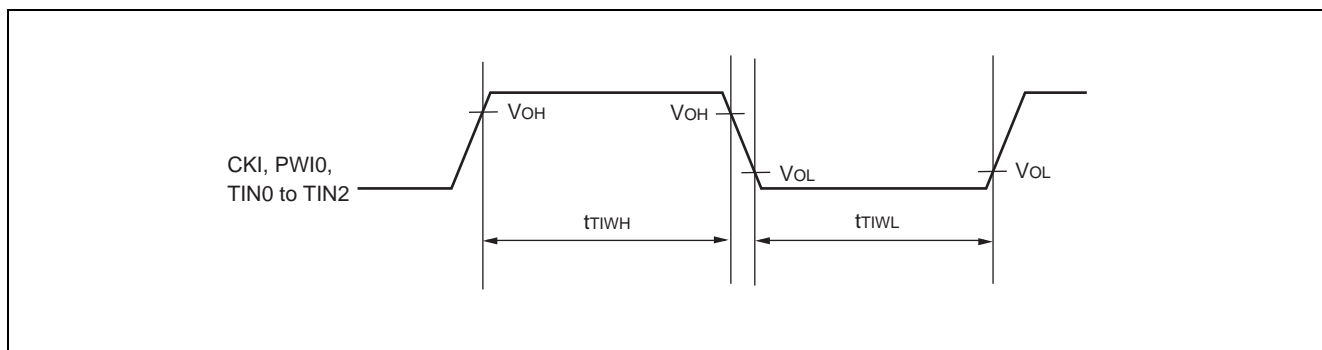 VOH
VOH
CKI, PWI0,
TIN0 to TIN2
VOL
VOL
tTIWH
tTIWL